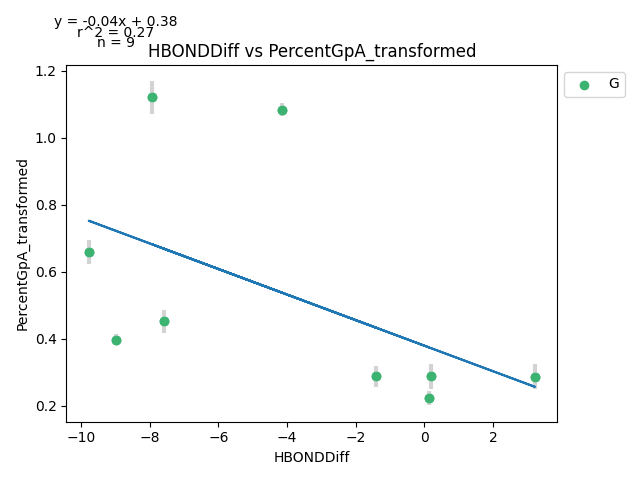 y = -0.04x + 0.38
r^2 = 0.27
n = 9
HBONDDiff vs PercentGpA_transformed
G
PercentGpA_transformed
1.2
1.0
0.8
0.6
0.4
0.2
−10
−8
−6
−4
−2
0
2
HBONDDiff